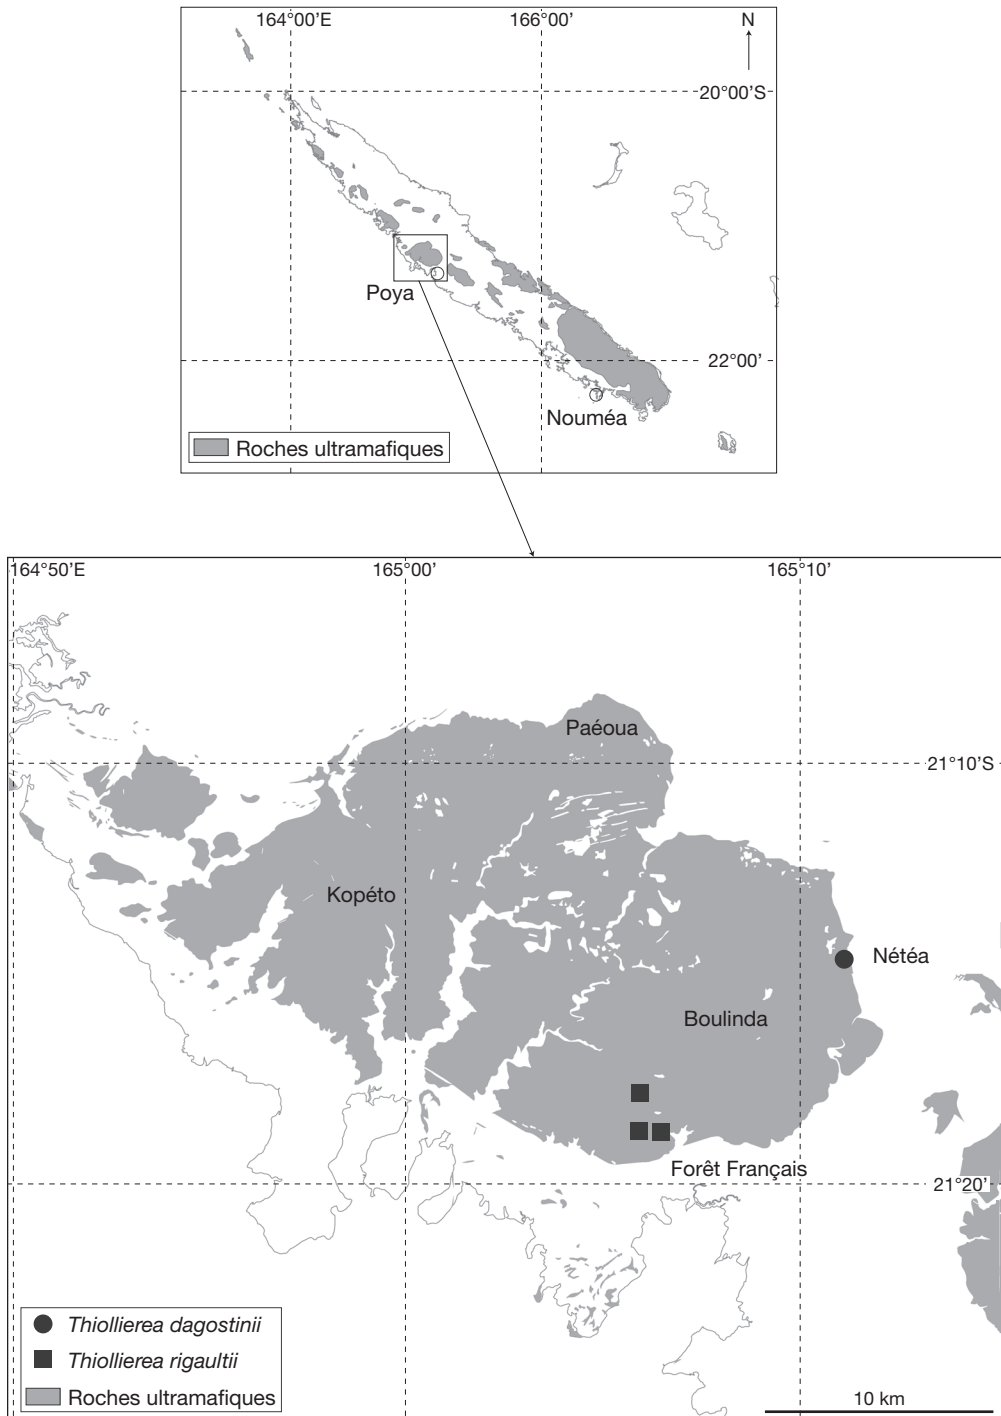 164°00'E
166°00'
N
20°00'S
Poya
22°00'
Nouméa
Roches ultramafiques
164°50'E
165°00'
165°10'
Paéoua
21°10'S
Kopéto
Nétéa
Boulinda
Forêt Français
21°20'
Thiollierea dagostinii
Thiollierea rigaultii
Roches ultramafiques
10 km